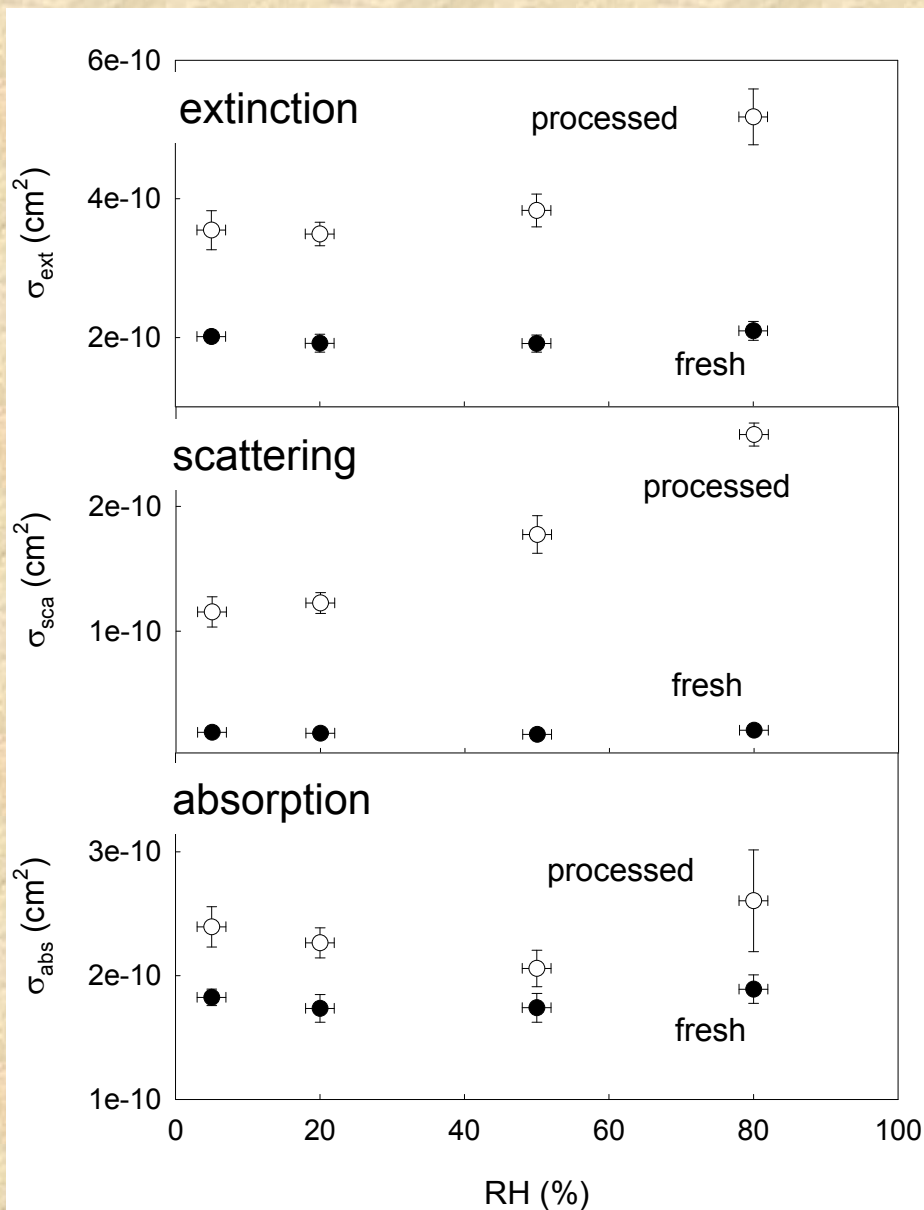 6e-10
extinction
processed
4e-10
σext (cm2)
2e-10
fresh
scattering
processed
2e-10
σsca (cm2)
1e-10
fresh
absorption
3e-10
processed
σabs (cm2)
2e-10
fresh
1e-10
0 20 40 60 80 100
RH (%)